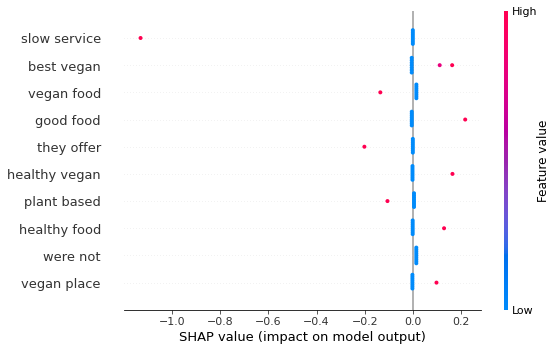 High
slow service
best vegan
vegan food
good food
they offer
healthy vegan
plant based
healthy food
were not
vegan place
Feature value
Low
−1.0 −0.8 −0.6 −0.4 −0.2 0.0 0.2
SHAP value (impact on model output)